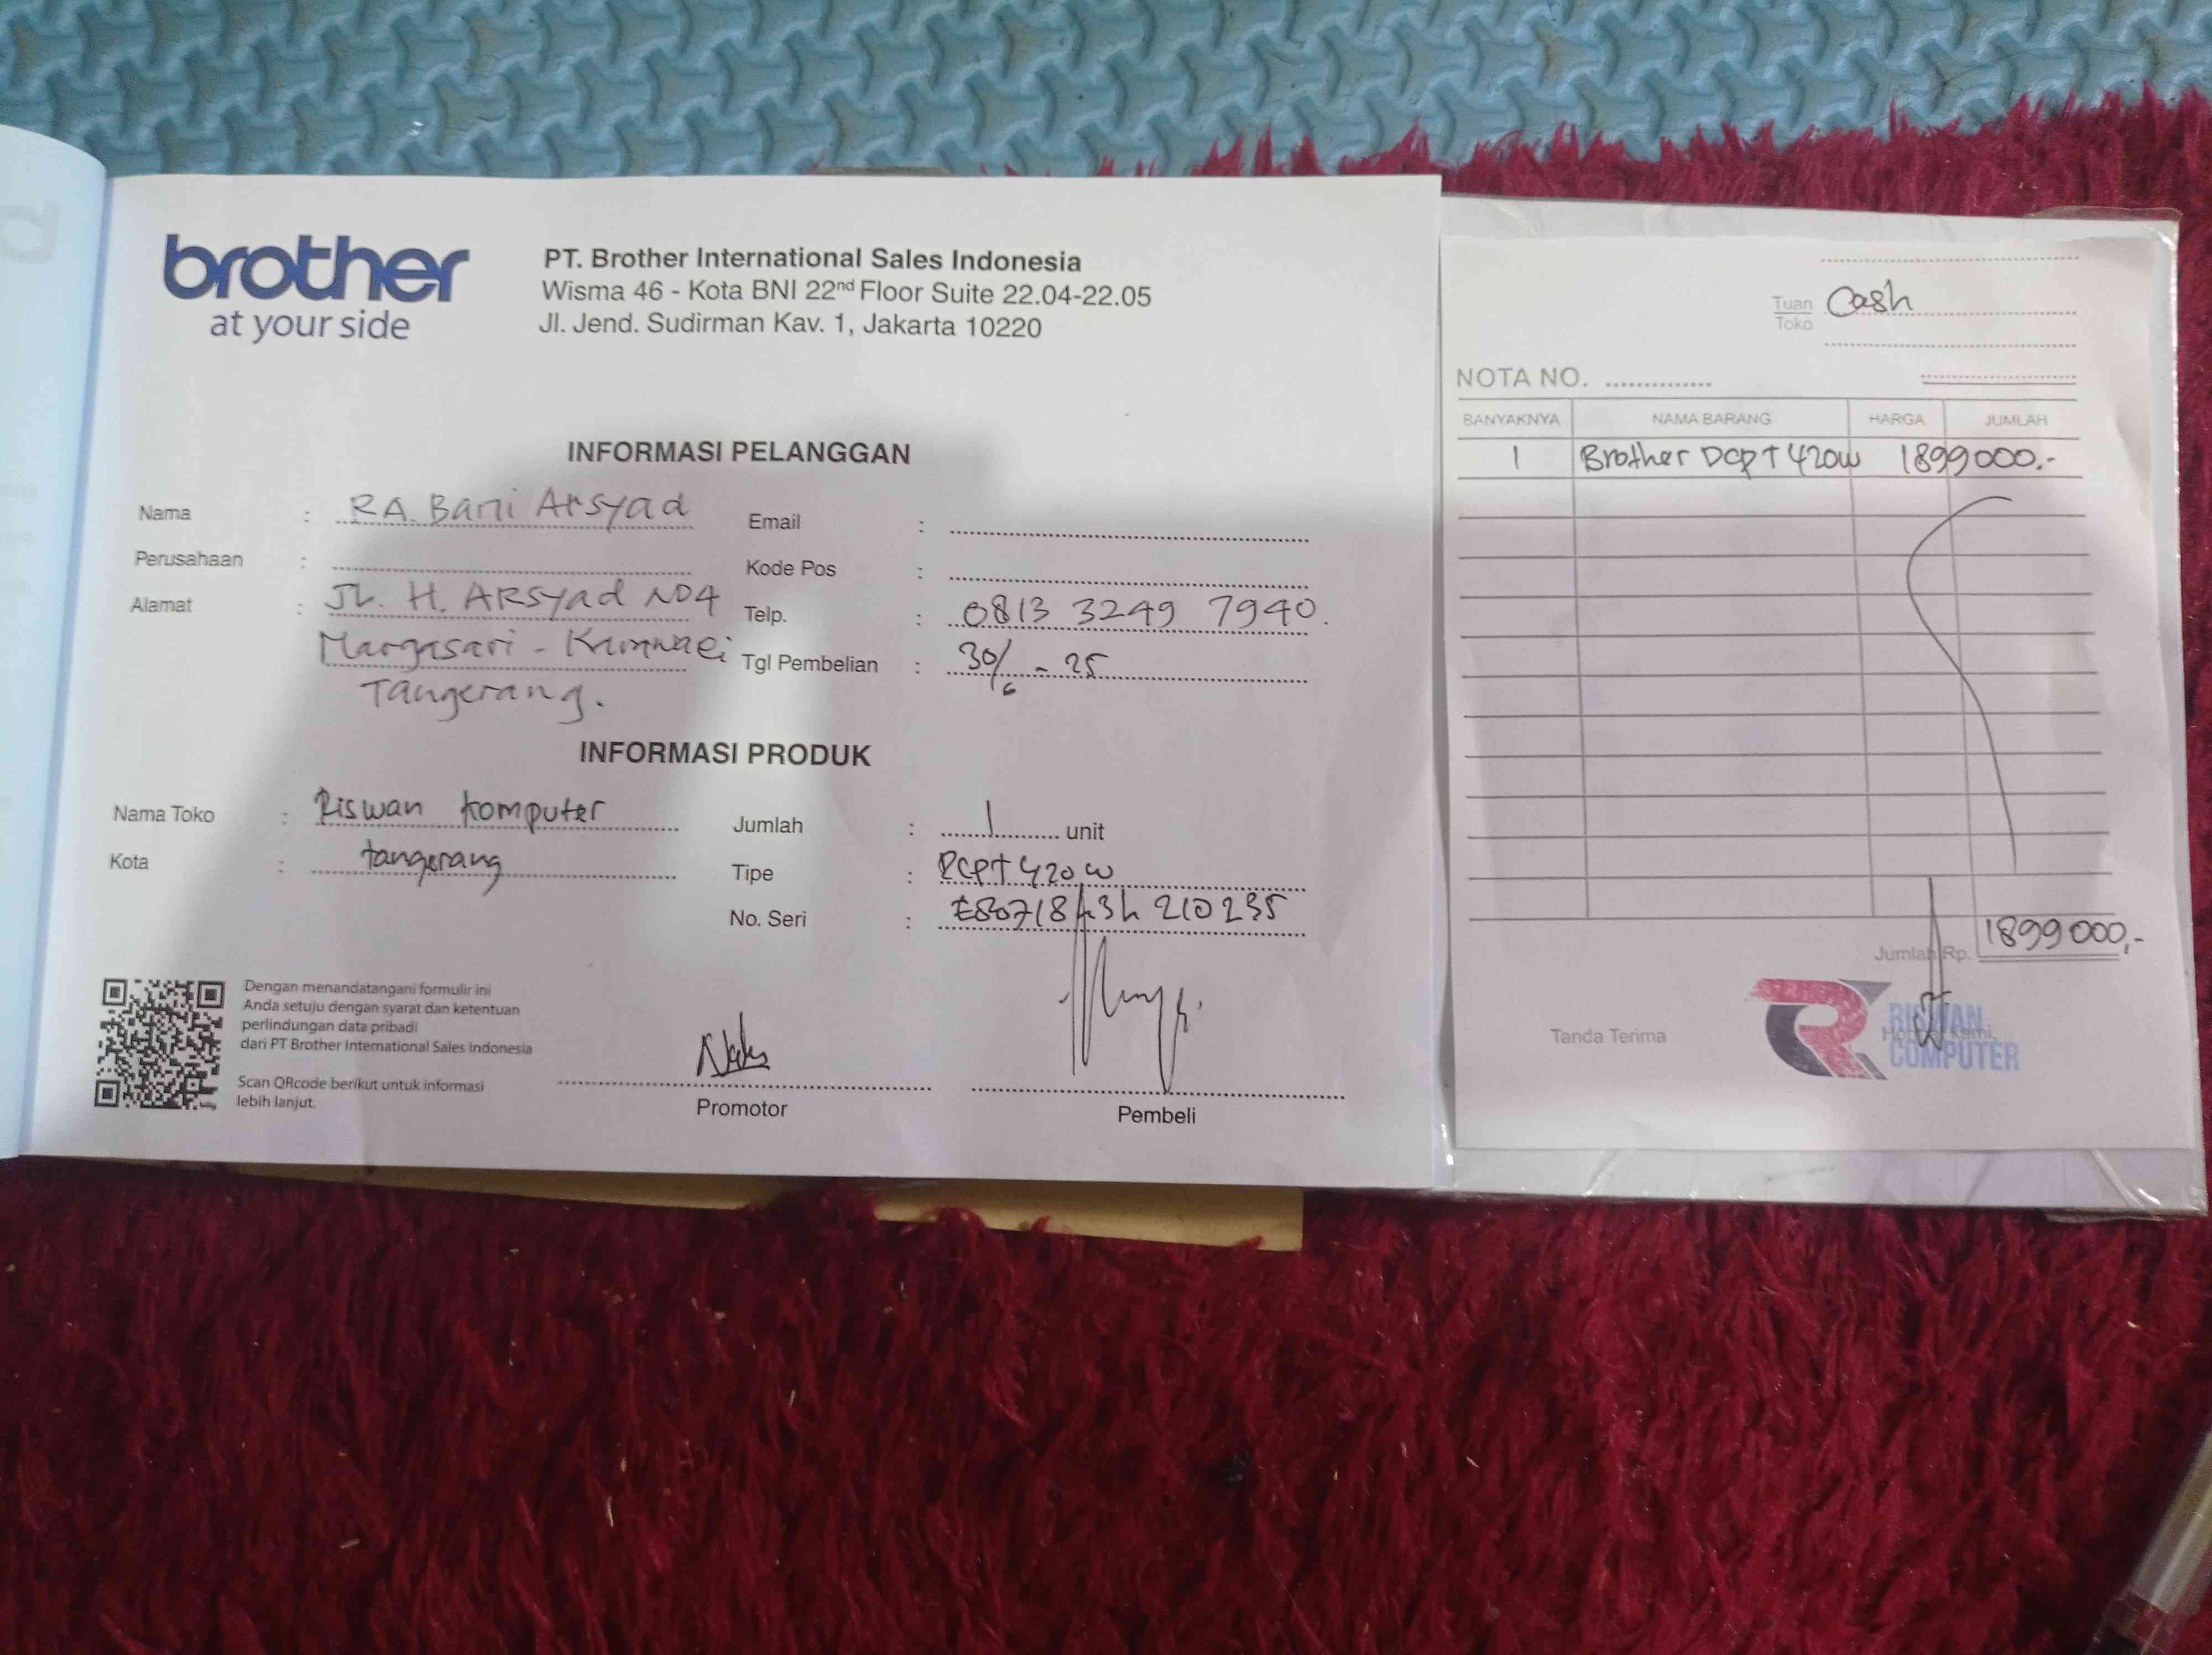 brother
at your side
PT. Brother International Sales Indonesia
Wisma 46 - Kota BNI 22nd Floor Suite 22.04-22.05
Jl. Jend. Sudirman Kav. 1, Jakarta 10220
INFORMASI PELANGGAN
Nama : RA. Bani Arsyad
Perusahaan :
Alamat : JL. H. ARSyad NO4
Margasari - Karawaci
Tangerang.
Email :
Kode Pos :
Telp. : 0813 3249 7940.
Tgl Pembelian : 30/6 - 25
INFORMASI PRODUK
Nama Toko : Riswan komputer
Kota : tangerang
Jumlah : 1 unit
Tipe : DCPT 420 W
No. Seri :
Dengan menandatangani formulir ini
Anda setuju dengan syarat dan ketentuan
perlindungan data pribadi
dari PT Brother International Sales Indonesia
Scan QRcode berikut untuk informasi
lebih lanjut.
Promotor
Pembeli
Tuan
Toko
Cash
NOTA NO.
BANYAKNYA NAMA BARANG HARGA JUMLAH
1 Brother DCPT 420W 1899000.-
Jumlah Rp. 1899000,-
Tanda Terima
Hormat Kami,
RISWAN
COMPUTER